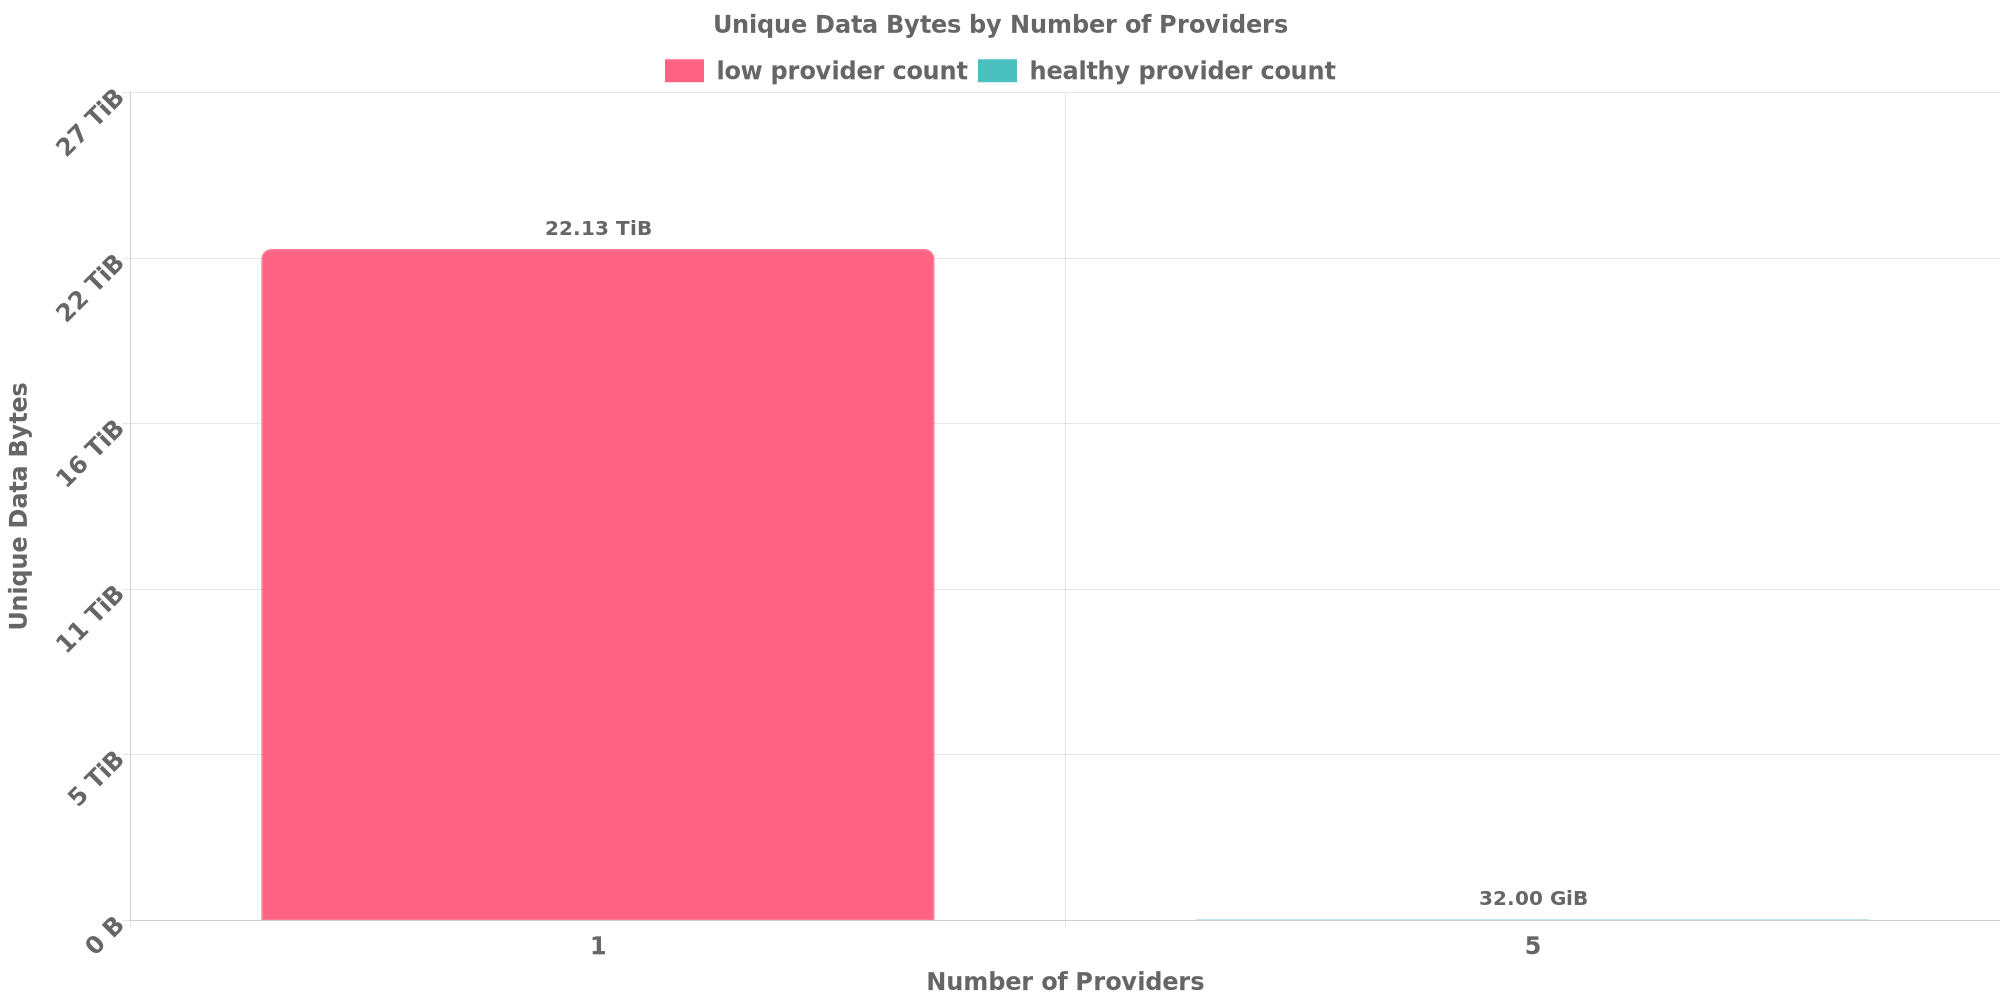 Unique Data Bytes by Number of Providers
low provider count
healthy provider count
27 TiB
22 TiB
16 TiB
11 TiB
5 TiB
0 B
Unique Data Bytes
22.13 TiB
32.00 GiB
1
5
Number of Providers